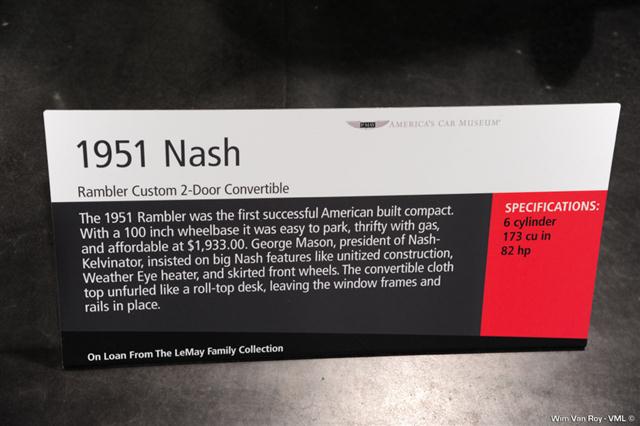 LEMAY AMERICA'S CAR MUSEUM
1951 Nash
Rambler Custom 2-Door Convertible
The 1951 Rambler was the first successful American built compact.
With a 100 inch wheelbase it was easy to park, thrifty with gas,
and affordable at $1,933.00. George Mason, president of Nash-
Kelvinator, insisted on big Nash features like unitized construction,
Weather Eye heater, and skirted front wheels. The convertible cloth
top unfurled like a roll-top desk, leaving the window frames and
rails in place.
SPECIFICATIONS:
6 cylinder
173 cu in
82 hp
On Loan From The LeMay Family Collection
Wim Van Roy - VML ©